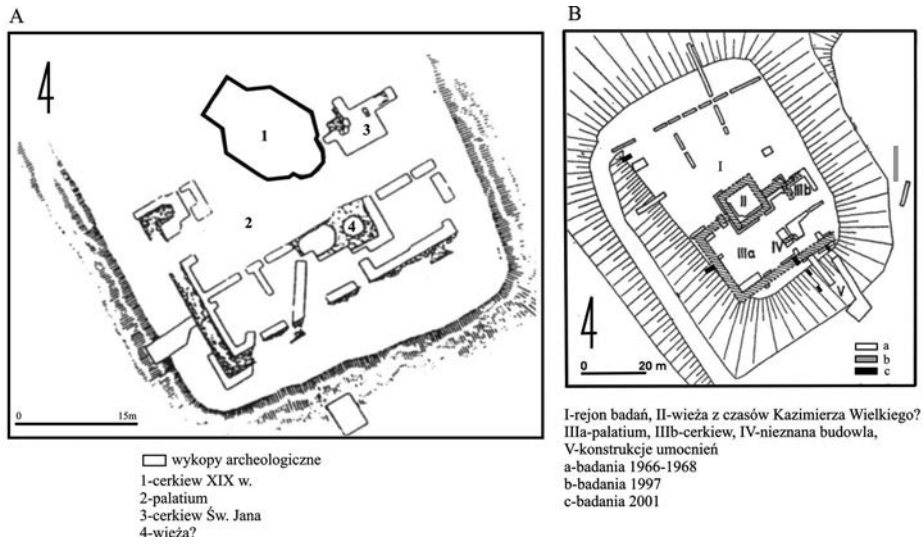 A
4
1
3
2
4
0 15m
wykopy archeologiczne
1-cerkiew XIX w.
2-palatium
3-cerkiew Św. Jana
4-wieża?
B
I
II
IIIb
IIIa
IV
V
4
0 20 m
a
b
c
I-rejon badań, II-wieża z czasów Kazimierza Wielkiego?
IIIa-palatium, IIIb-cerkiew, IV-nieznana budowla,
V-konstrukcje umocnień
a-badania 1966-1968
b-badania 1997
c-badania 2001